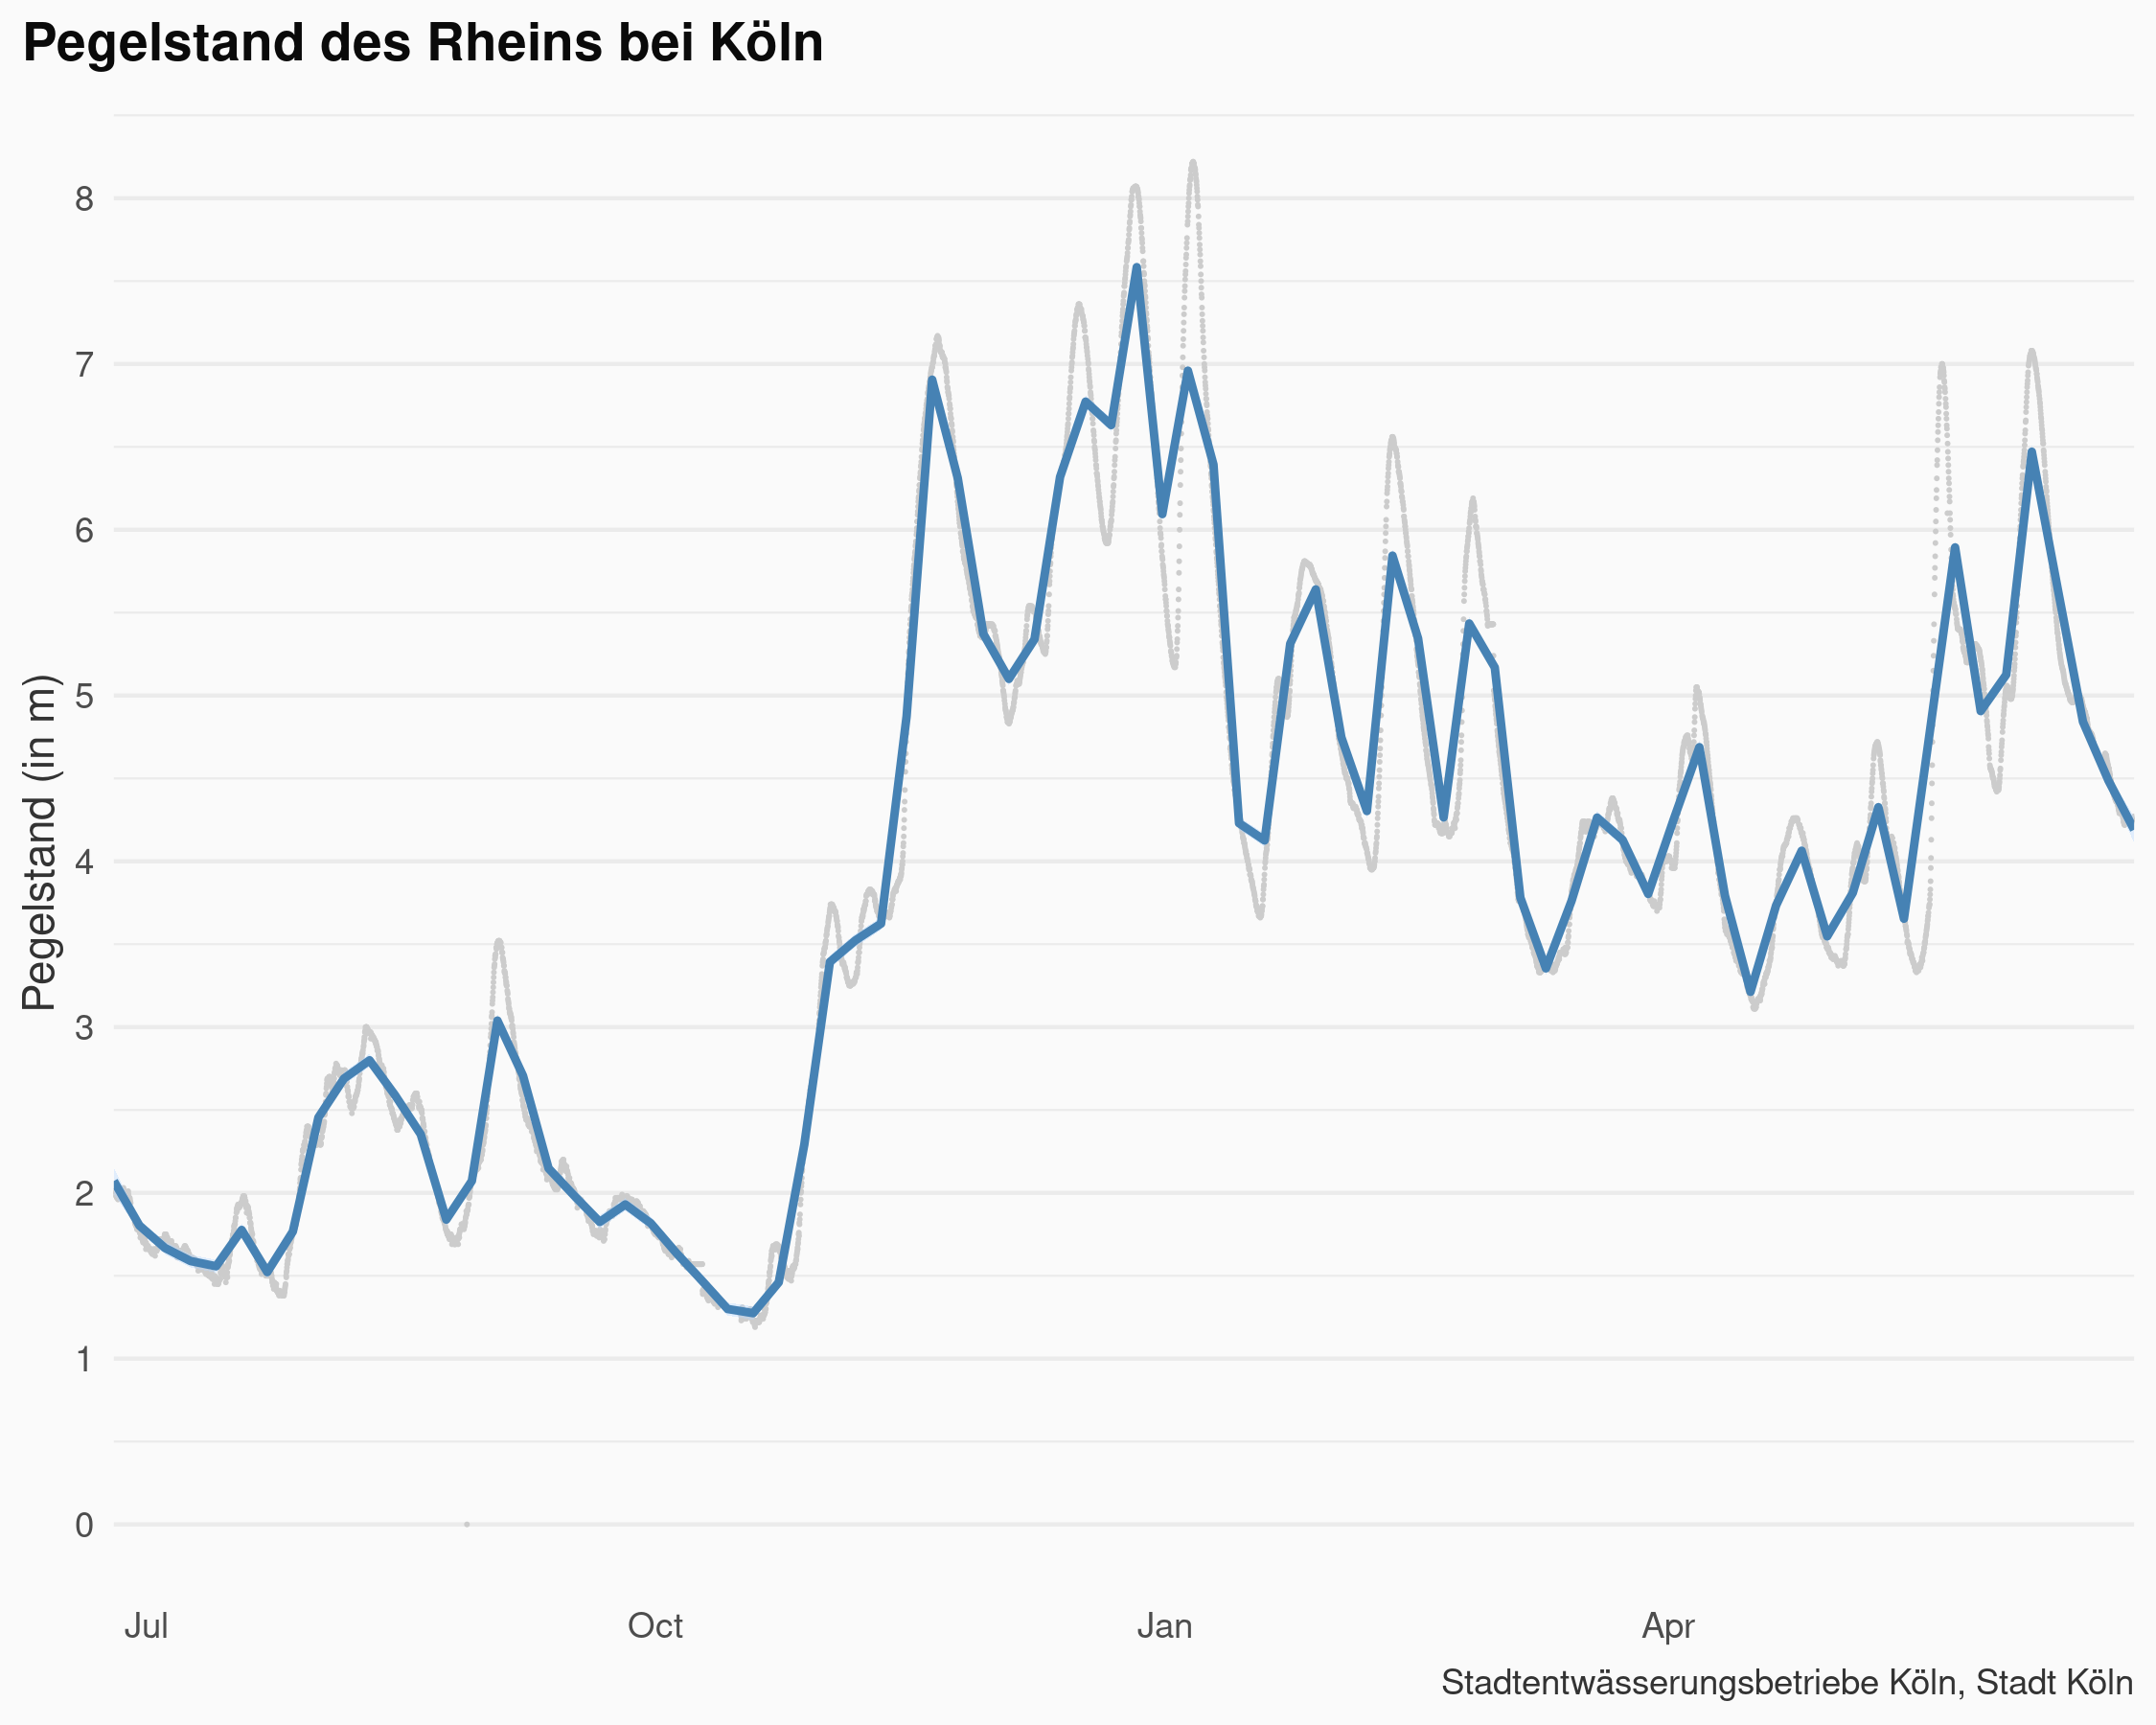 Pegelstand des Rheins bei Köln
Pegelstand (in m)
8
7
6
5
4
3
2
1
0
Jul Oct Jan Apr
Stadtentwässerungsbetriebe Köln, Stadt Köln